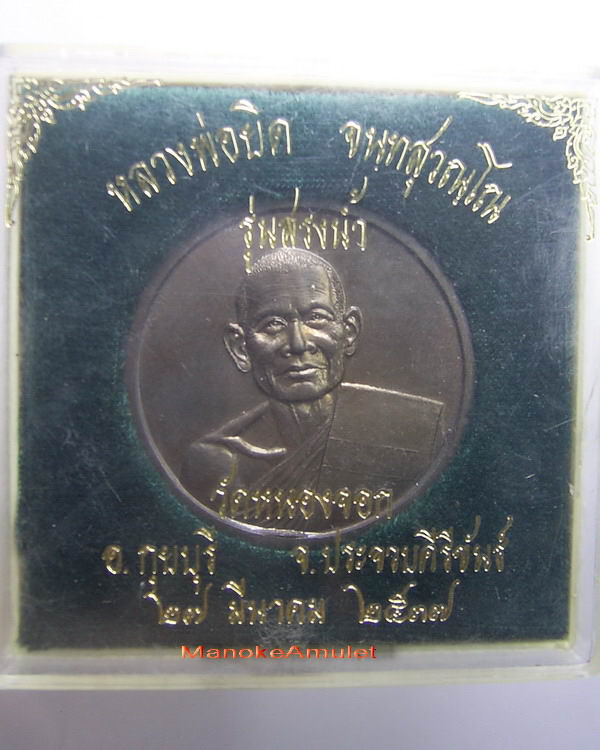 หลวงพ่อยิด จนฺทสุวณฺโณ
รุ่นสรงน้ำ
วัดหนองจอก
อ.กุยบุรี จ.ประจวบคีรีขันธ์
๒๗ มีนาคม ๒๕๓๗
ManokeAmulet